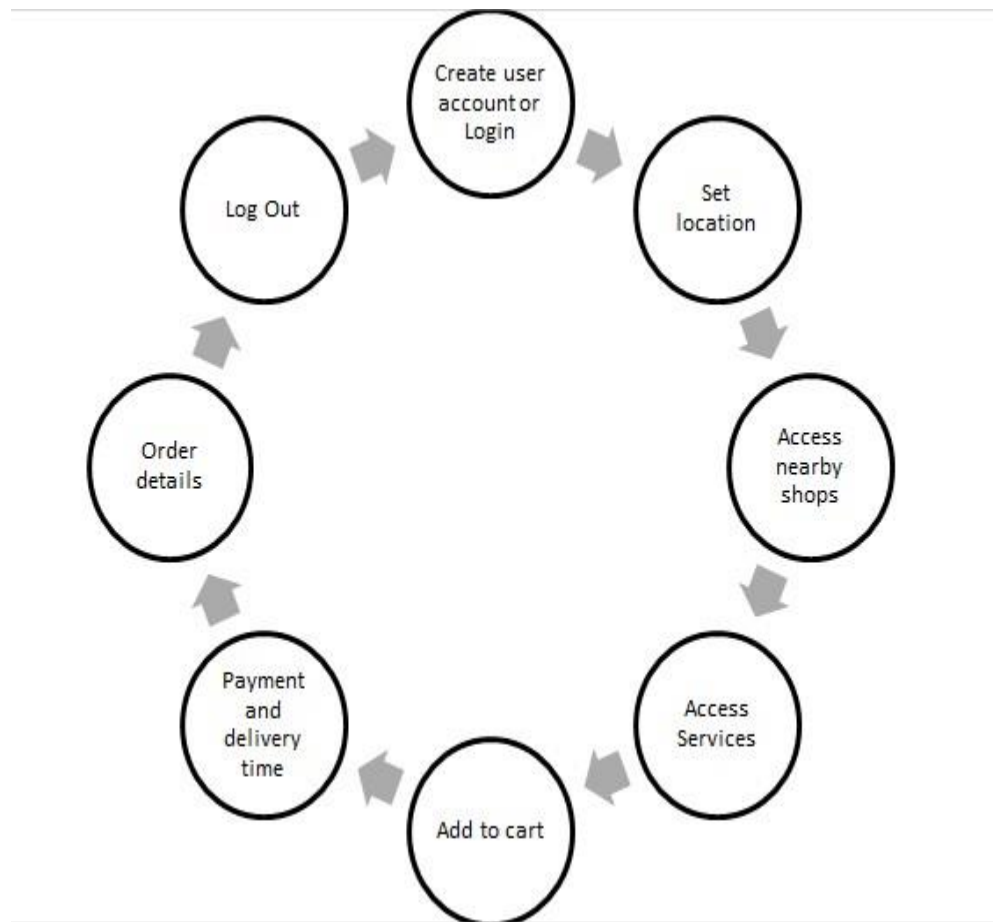 Create user
account or
Login
Set
location
Access
nearby
shops
Access
Services
Add to cart
Payment
and
delivery
time
Order
details
Log Out